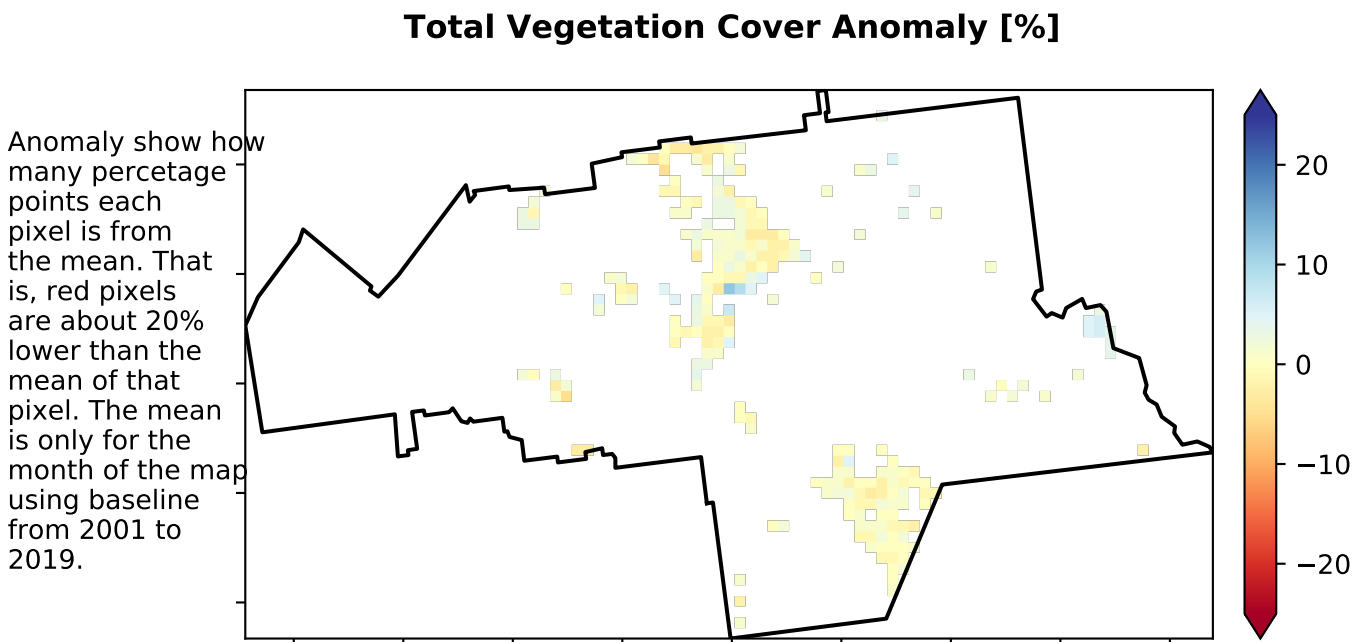 Total Vegetation Cover Anomaly [%]
Anomaly show how
many percetage
points each
pixel is from
the mean. That
is, red pixels
are about 20%
lower than the
mean of that
pixel. The mean
is only for the
month of the map
using baseline
from 2001 to
2019.
20
10
0
−10
−20